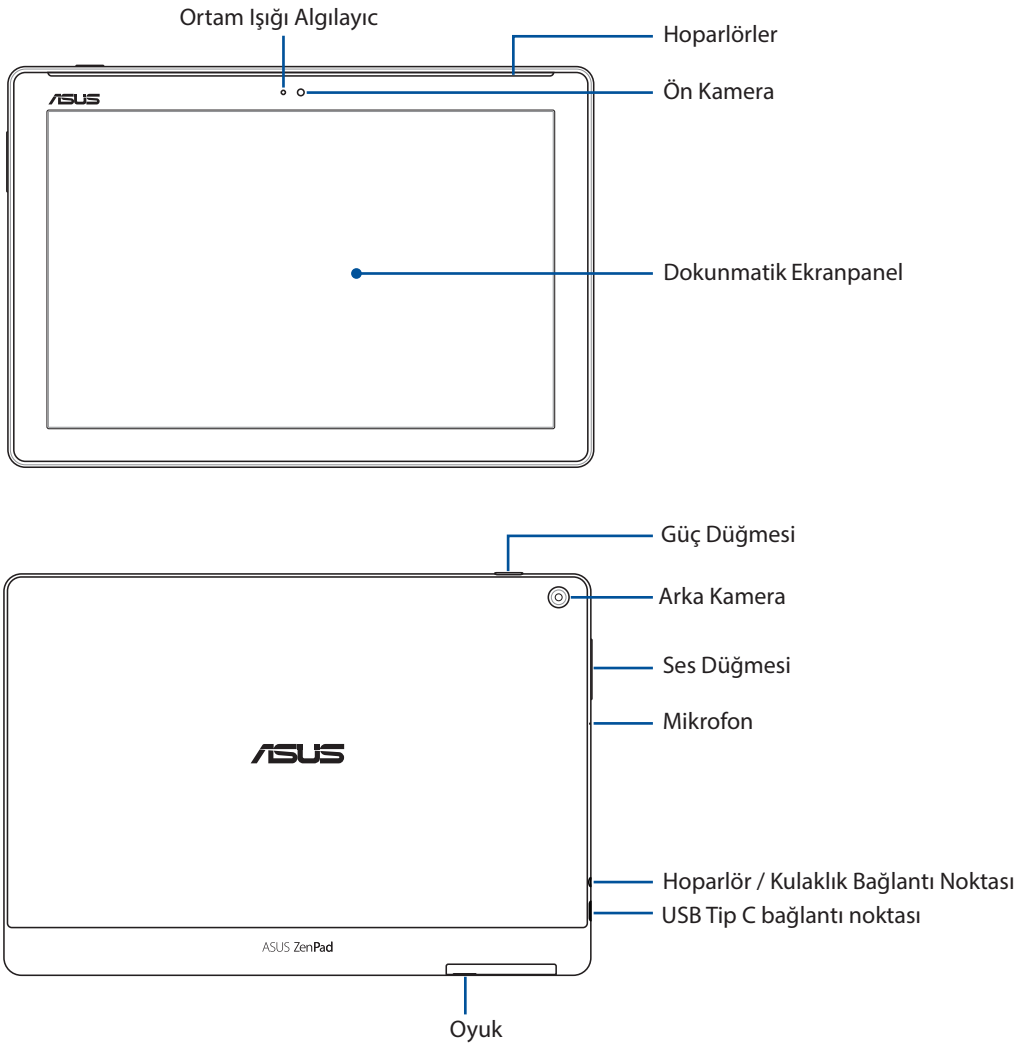 Ortam Işığı Algılayıc
Hoparlörler
Ön Kamera
ASUS
Dokunmatik Ekranpanel
Güç Düğmesi
Arka Kamera
Ses Düğmesi
Mikrofon
ASUS
Hoparlör / Kulaklık Bağlantı Noktası
USB Tip C bağlantı noktası
ASUS ZenPad
Oyuk